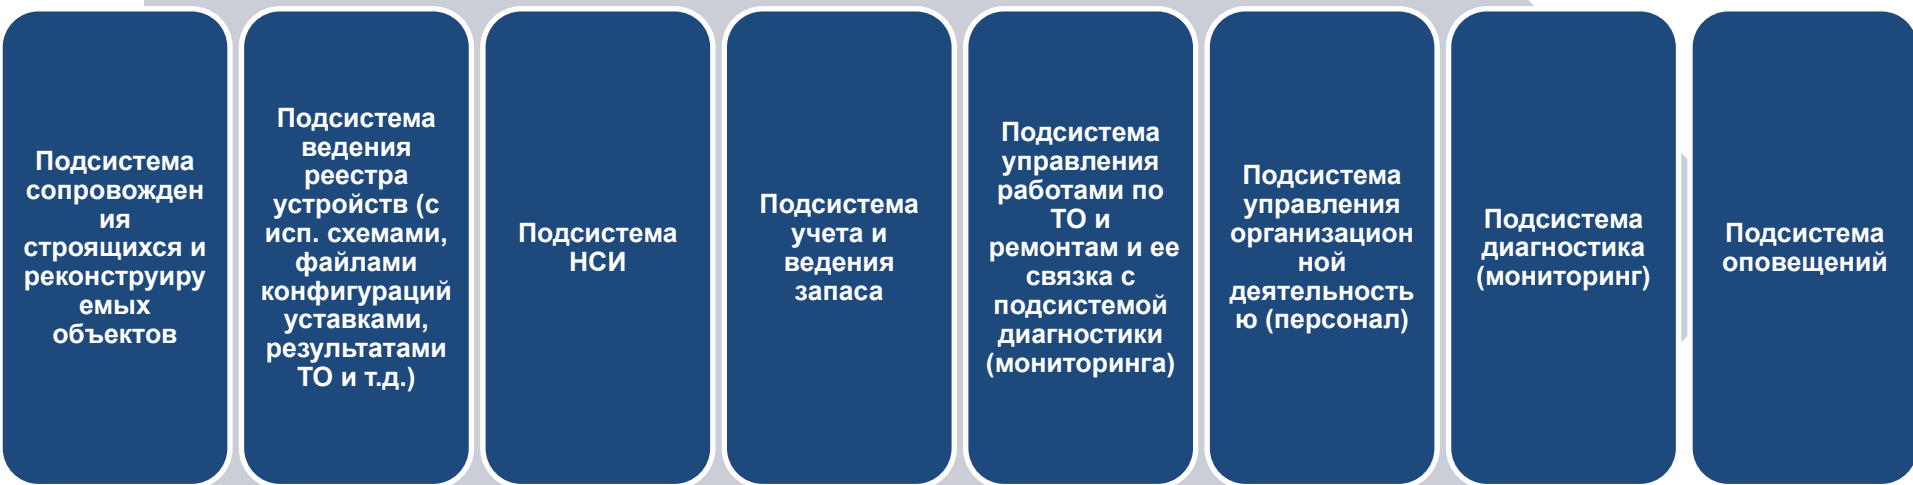 Подсистема
сопровожден
ия
строящихся и
реконструиру
емых
объектов
Подсистема
ведения
реестра
устройств (с
исп. схемами,
файлами
конфигураций
уставками,
результатами
ТО и т.д.)
Подсистема
НСИ
Подсистема
учета и
ведения
запаса
Подсистема
управления
работами по
ТО и
ремонтам и ее
связка с
подсистемой
диагностики
(мониторинга)
Подсистема
управления
организацион
ной
деятельность
ю (персонал)
Подсистема
диагностика
(мониторинг)
Подсистема
оповещений